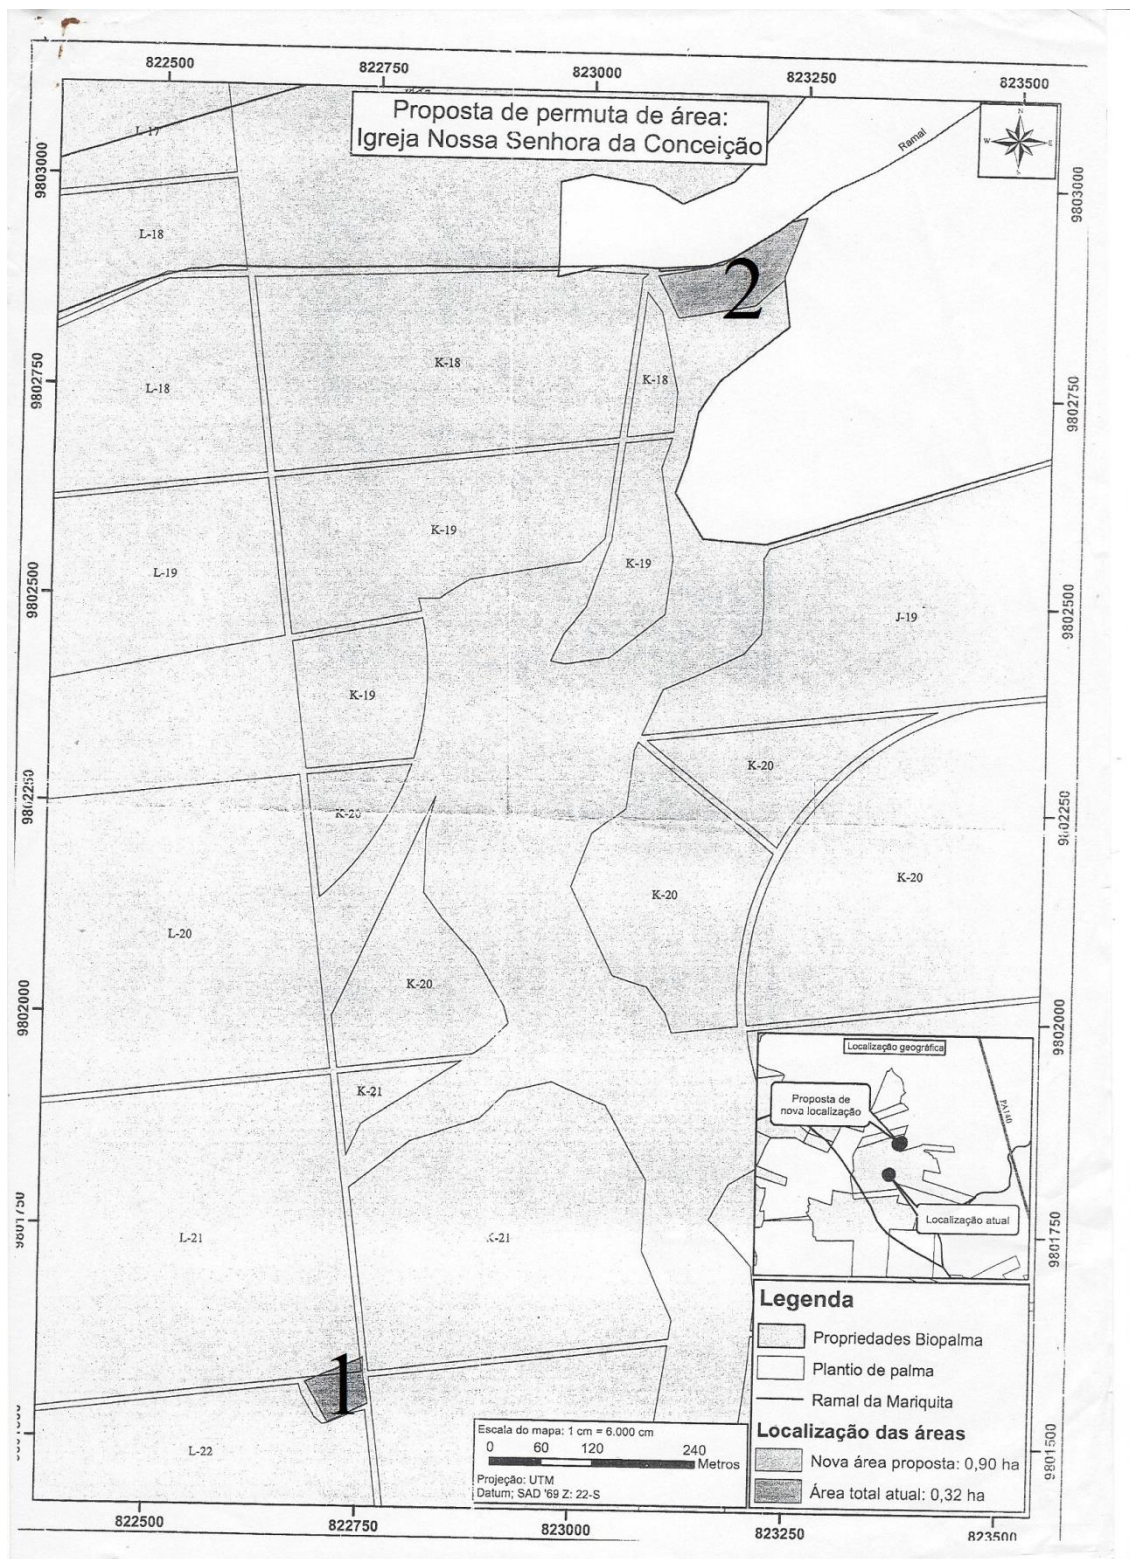 822500
822750
823000
823250
823500
Proposta de permuta de área:
Igreja Nossa Senhora da Conceição
N
W
E
S
Ramal
L-17
9803000
9803000
L-18
2
K-18
K-18
L-18
9802750
9802750
K-19
K-19
L-19
9802500
9802500
J-19
K-19
K-20
9802250
9802250
K-20
K-20
K-20
L-20
K-20
9802000
9802000
K-21
Localização geográfica
Proposta de
nova localização
PA140
Localização atual
9801750
9801750
L-21
K-21
1
L-22
9801500
Legenda
Propriedades Biopalma
Plantio de palma
Ramal da Mariquita
Localização das áreas
Nova área proposta: 0,90 ha
Área total atual: 0,32 ha
Escala do mapa: 1 cm = 6.000 cm
0 60 120 240
Metros
Projeção: UTM
Datum; SAD '69 Z: 22-S
822500
822750
823000
823250
823500